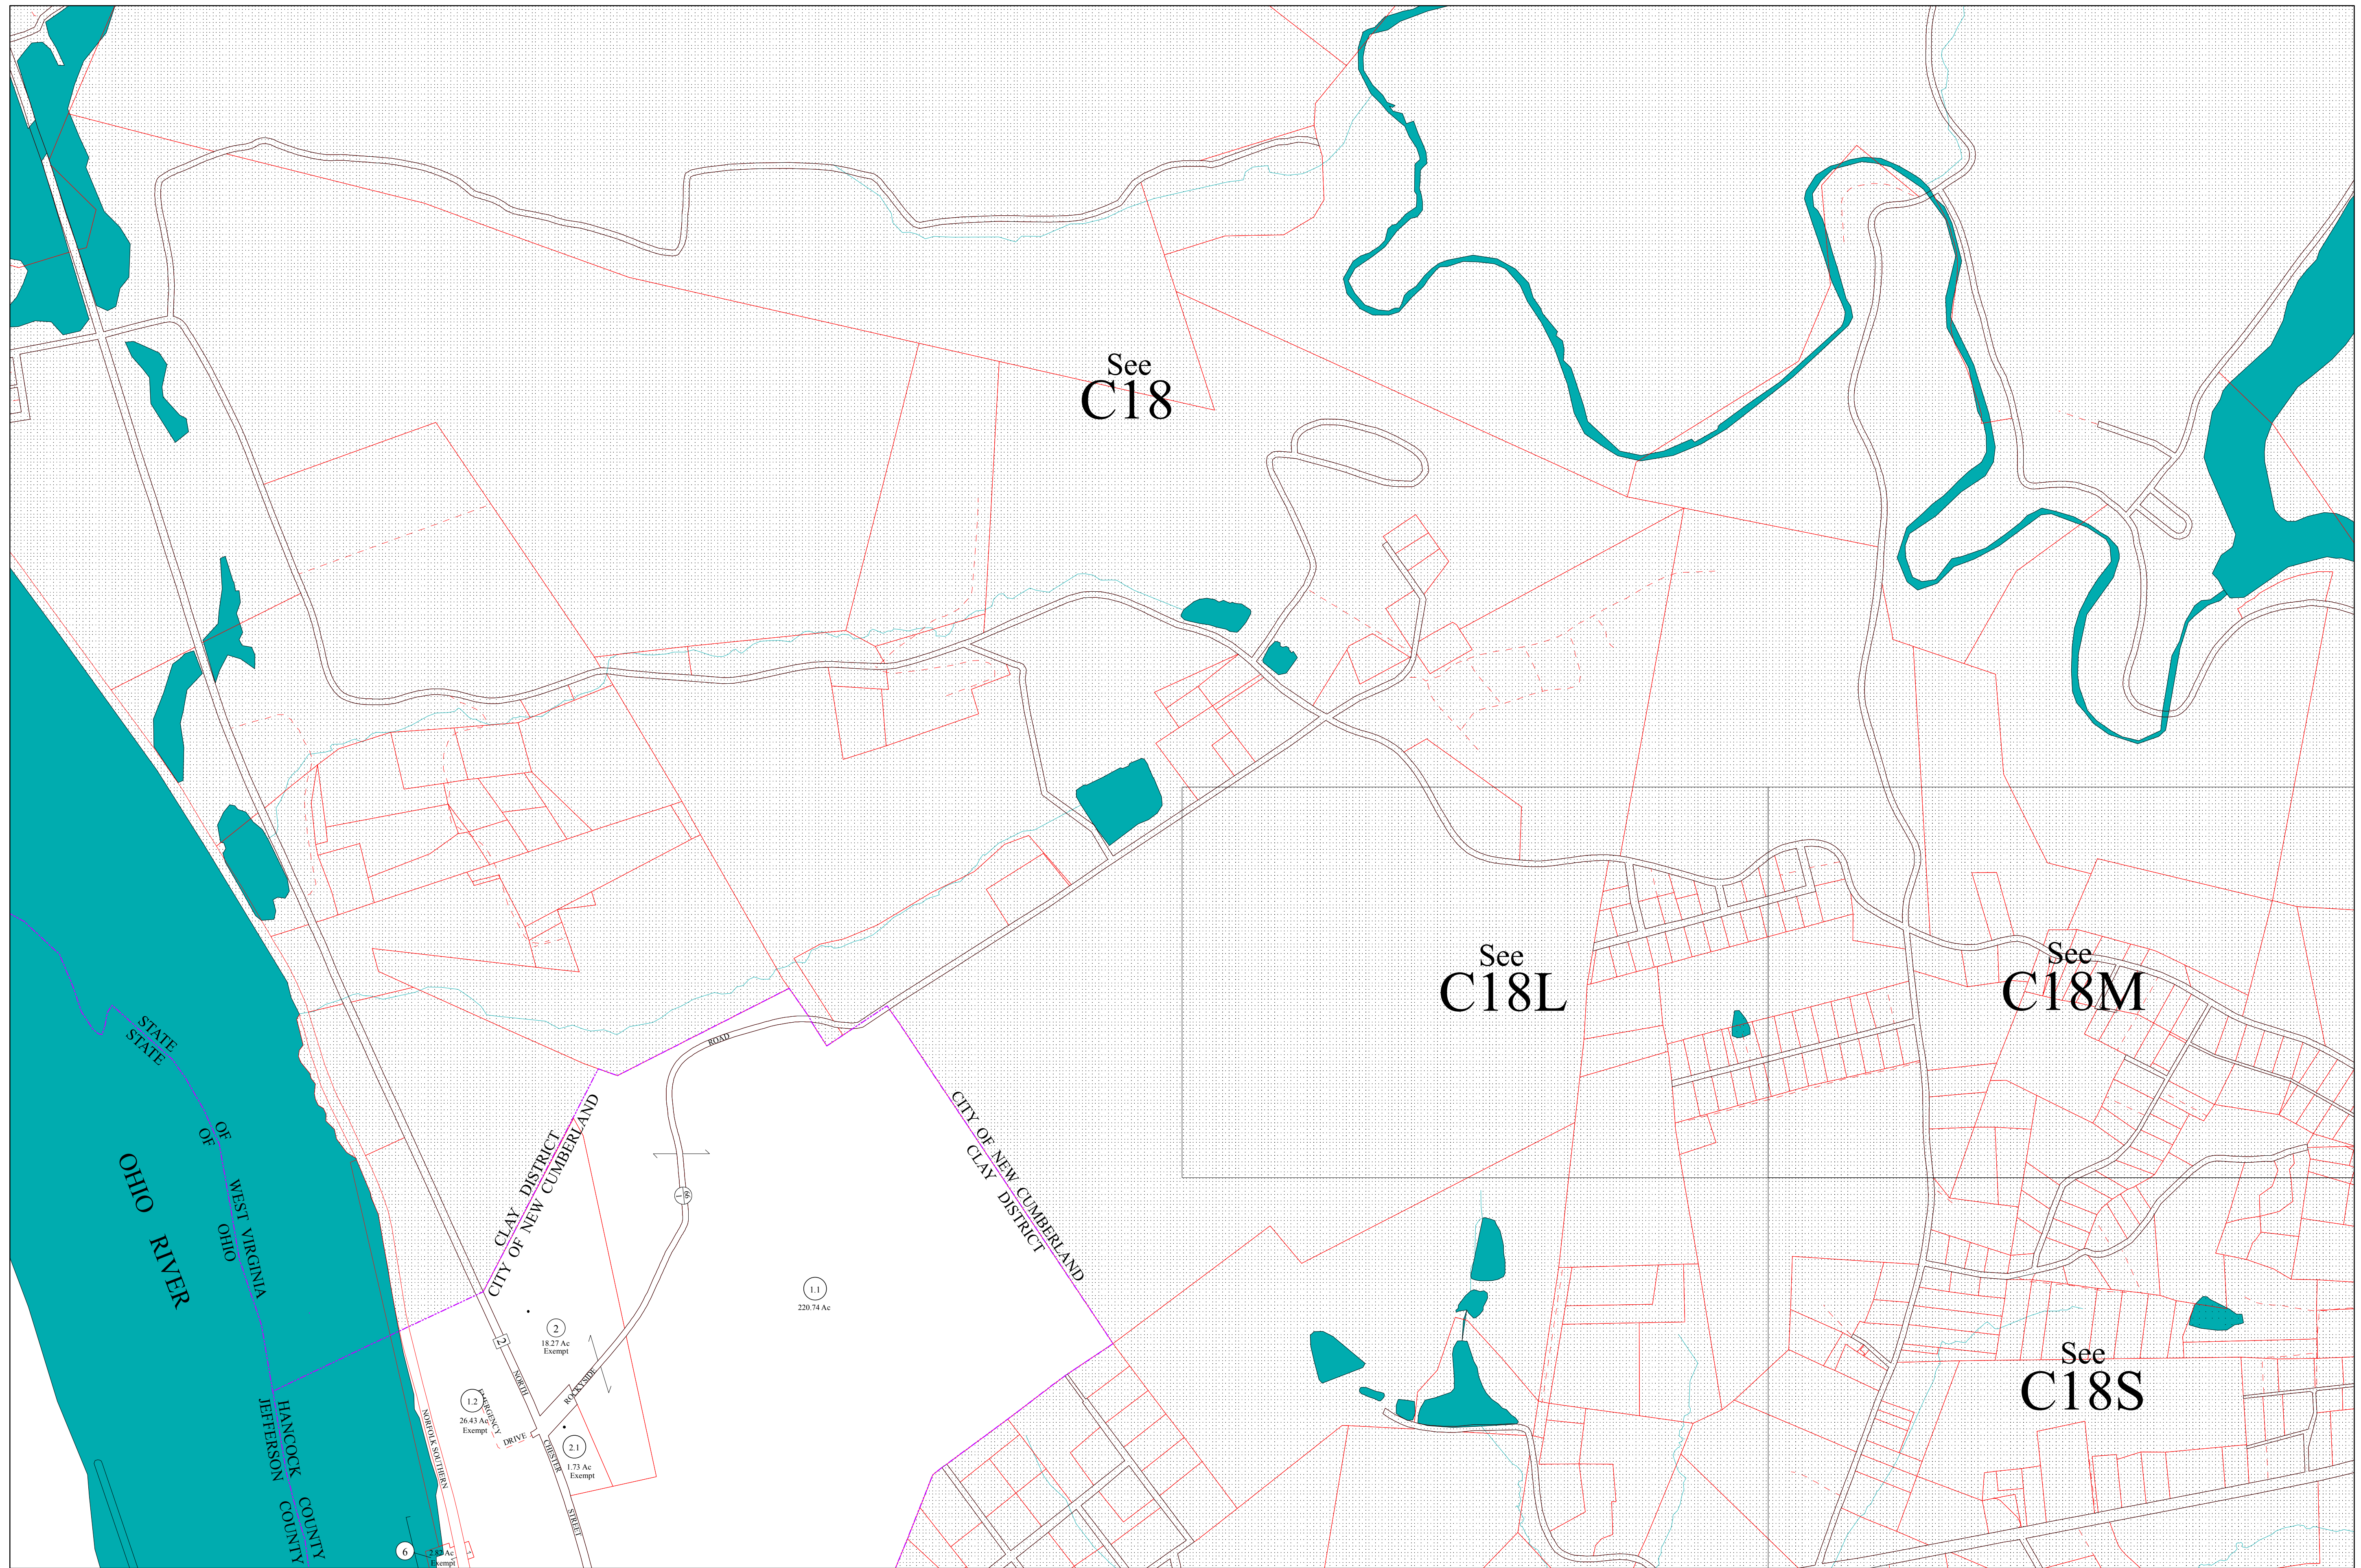 See
C18
See
C18L
See
C18M
See
C18S
STATE OF WEST VIRGINIA
STATE OF OHIO
OHIO RIVER
ROAD
CLAY DISTRICT
CITY OF NEW CUMBERLAND
CITY OF NEW CUMBERLAND
CLAY DISTRICT
1.1
220.74 Ac
2
2
18.27 Ac
Exempt
NORTH
ROCKYSIDE
1.2
26.43 Ac
Exempt
EMERGENCY
DRIVE
2.1
1.73 Ac
Exempt
CHESTER
STREET
NORFOLK SOUTHERN
HANCOCK COUNTY
JEFFERSON COUNTY
6
Exempt